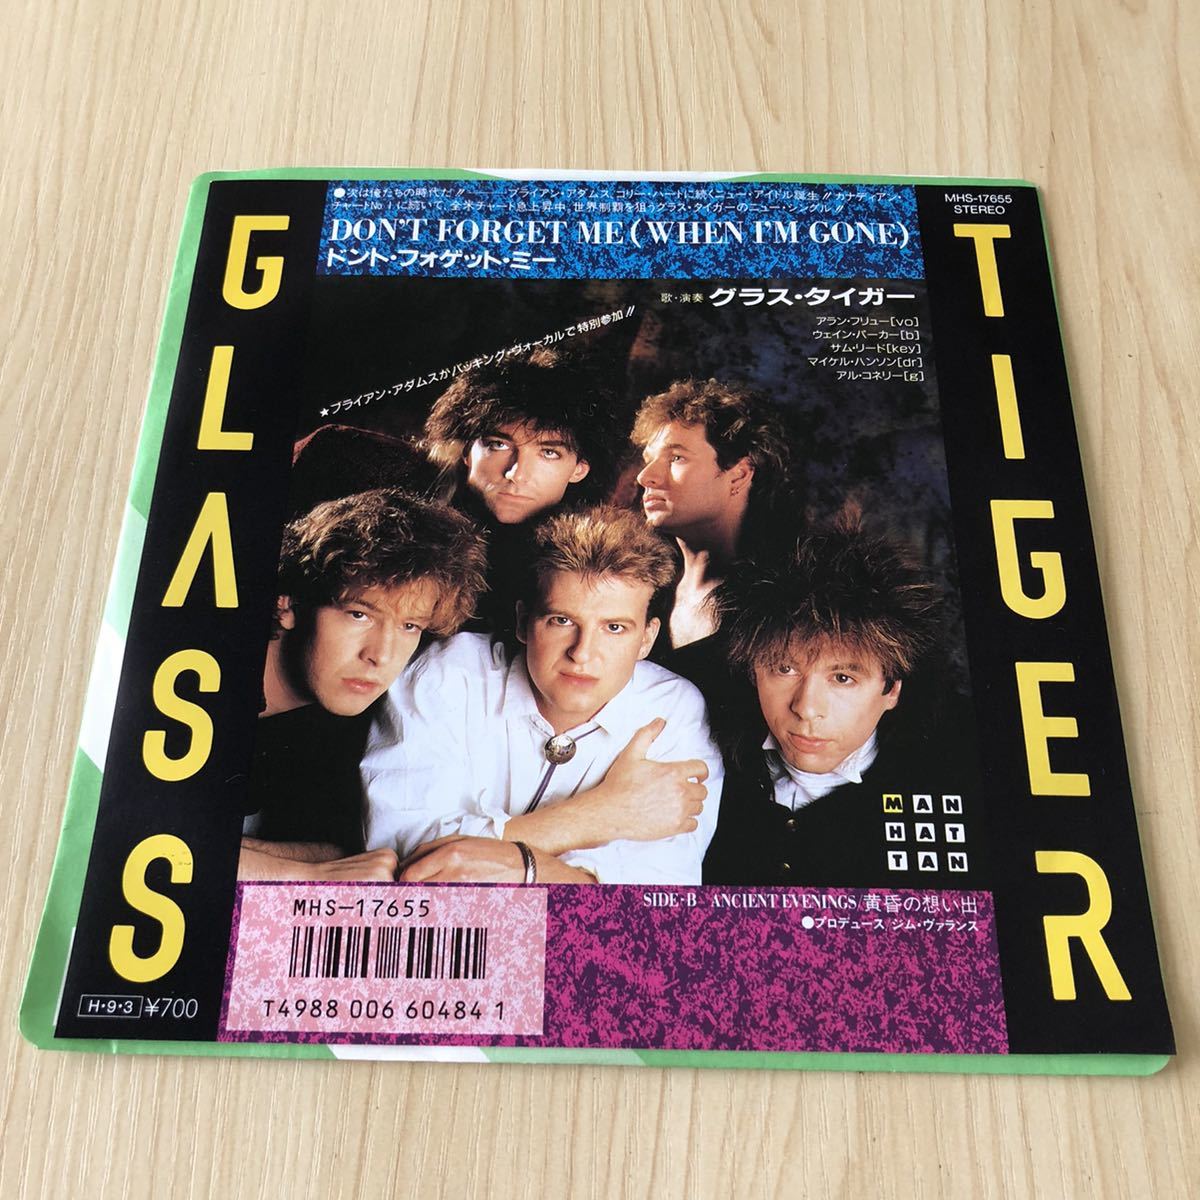 GLASS
TIGER
●次は俺たちの時代だ!!――ブライアン・アダムス、コリー・ハートに続くニュー・アイドル誕生!! カナディアン・
チャートNo.1に続いて、全米チャート急上昇中、世界制覇を狙うグラス・タイガーのニュー・シングル!!
DON'T FORGET ME (WHEN I'M GONE)
トント・フォゲット・ミー
MHS-17655
STEREO
歌・演奏 グラス・タイガー
アラン・フリュー[vo]
ウェイン・パーカー[b]
サム・リード[key]
マイケル・ハンソン[dr]
アル・コネリー[g]
★ブライアン・アダムスがバッキング・ヴォーカルで特別参加!!
MAN
HAT
TAN
SIDE-B ANCIENT EVENINGS/黄昏の想い出
●プロデュース ジム・ヴァランス
MHS-17655
T4988 006 60484 1
H・9・3 ¥700